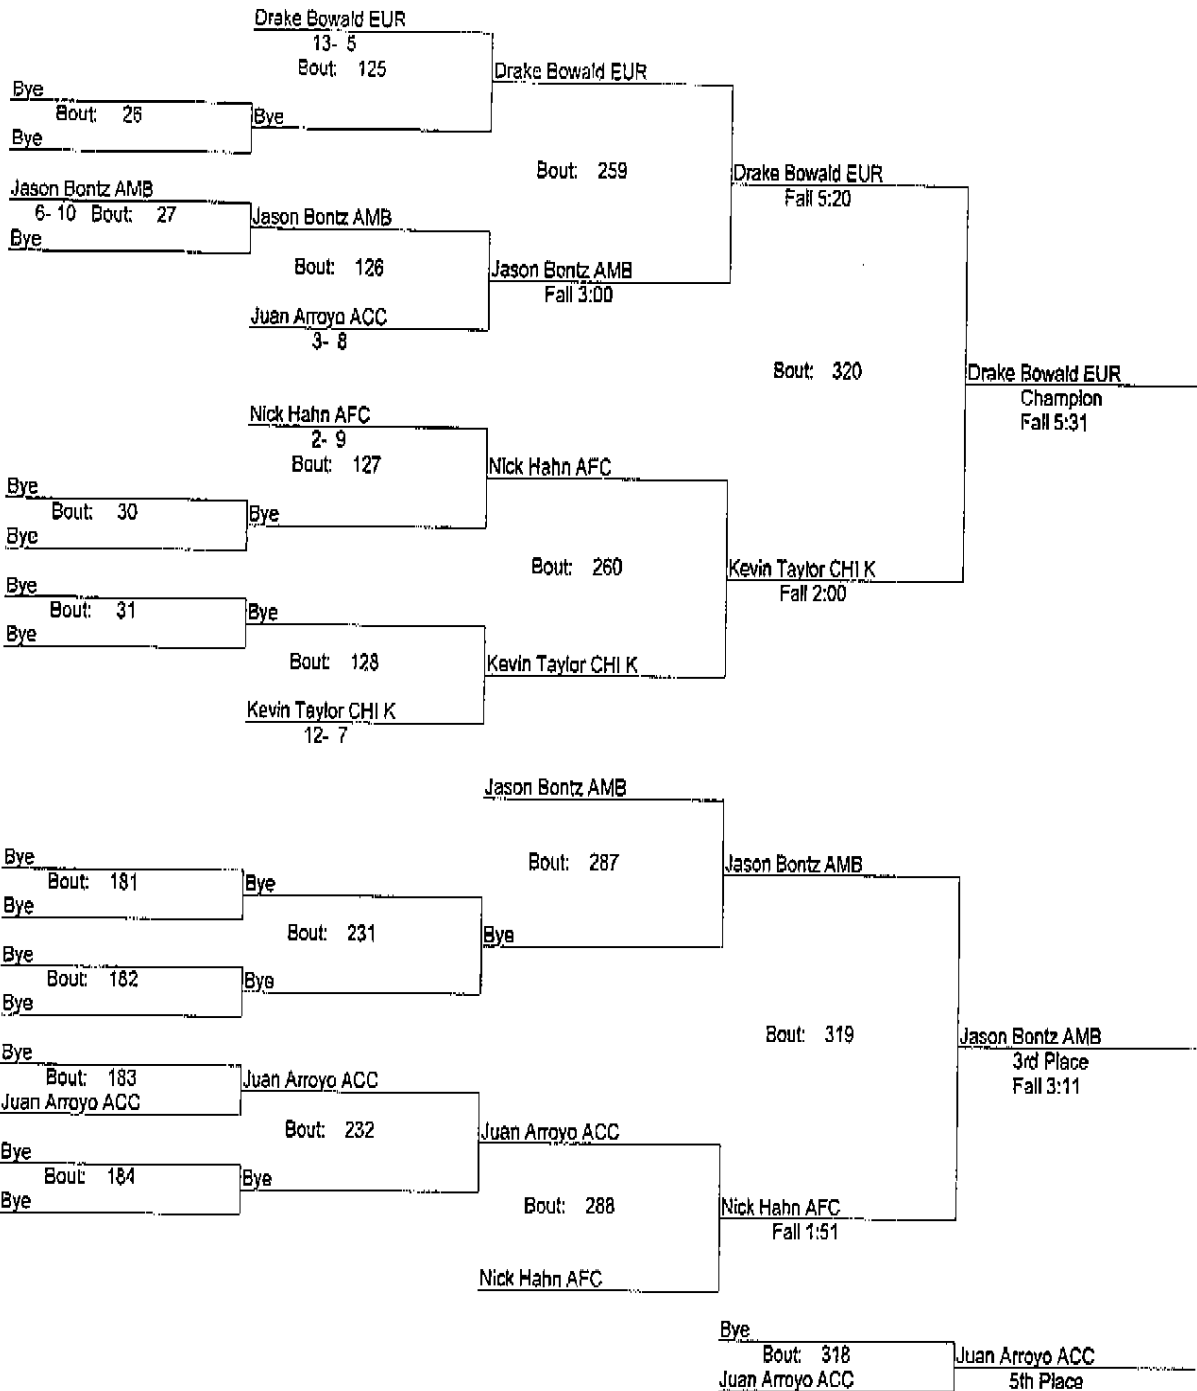 Drake Bowald EUR
13- 5
Bout: 125
Drake Bowald EUR
Bye
Bout: 26
Bye
Bye
Bout: 259
Drake Bowald EUR
Fall 5:20
Jason Bontz AMB
6- 10 Bout: 27
Jason Bontz AMB
Bye
Bout: 126
Jason Bontz AMB
Fall 3:00
Juan Arroyo ACC
3- 8
Bout: 320
Drake Bowald EUR
Champion
Fall 5:31
Nick Hahn AFC
2- 9
Bout: 127
Nick Hahn AFC
Bye
Bout: 30
Bye
Bye
Bout: 260
Kevin Taylor CHI K
Fall 2:00
Bye
Bout: 31
Bye
Bye
Bout: 128
Kevin Taylor CHI K
Kevin Taylor CHI K
12- 7
Jason Bontz AMB
Bout: 287
Jason Bontz AMB
Bye
Bout: 181
Bye
Bye
Bout: 231
Bye
Bye
Bout: 182
Bye
Bye
Bout: 319
Jason Bontz AMB
3rd Place
Fall 3:11
Bye
Bout: 183
Juan Arroyo ACC
Juan Arroyo ACC
Bout: 232
Juan Arroyo ACC
Bye
Bout: 184
Bye
Bye
Bout: 288
Nick Hahn AFC
Fall 1:51
Nick Hahn AFC
Bye
Bout: 318
Juan Arroyo ACC
Juan Arroyo ACC
5th Place